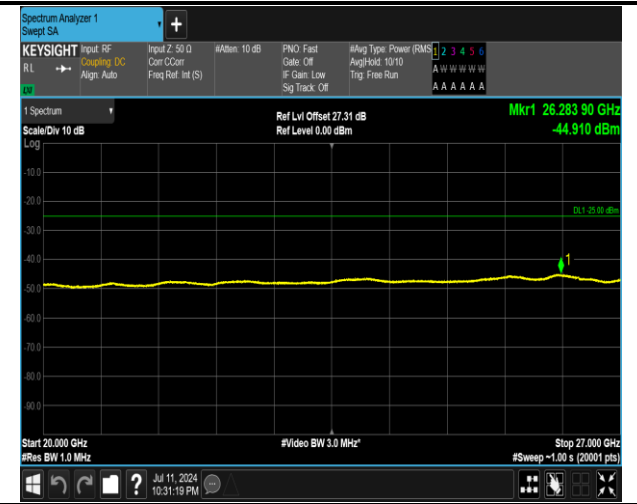 Spectrum Analyzer 1
Swept SA
+
KEYSIGHT
RL
Input: RF
Coupling: DC
Align: Auto
Input Z: 50 Ω
Corr CCorr
Freq Ref: Int (S)
#Atten: 10 dB
PNO: Fast
Gate: Off
IF Gain: Low
Sig Track: Off
#Avg Type: Power (RMS
Avg|Hold: 10/10
Trig: Free Run
1 2 3 4 5 6
A W W W W W
A A A A A A
1 Spectrum
Scale/Div 10 dB
Log
Ref Lvl Offset 27.31 dB
Ref Level 0.00 dBm
Mkr1 26.283 90 GHz
-44.910 dBm
-10.0
-20.0
DL1 -25.00 dBm
-30.0
-40.0
1
-50.0
-60.0
-70.0
-80.0
-90.0
Start 20.000 GHz
#Res BW 1.0 MHz
#Video BW 3.0 MHz*
Stop 27.000 GHz
#Sweep ~1.00 s (20001 pts)
?
Jul 11, 2024
10:31:19 PM